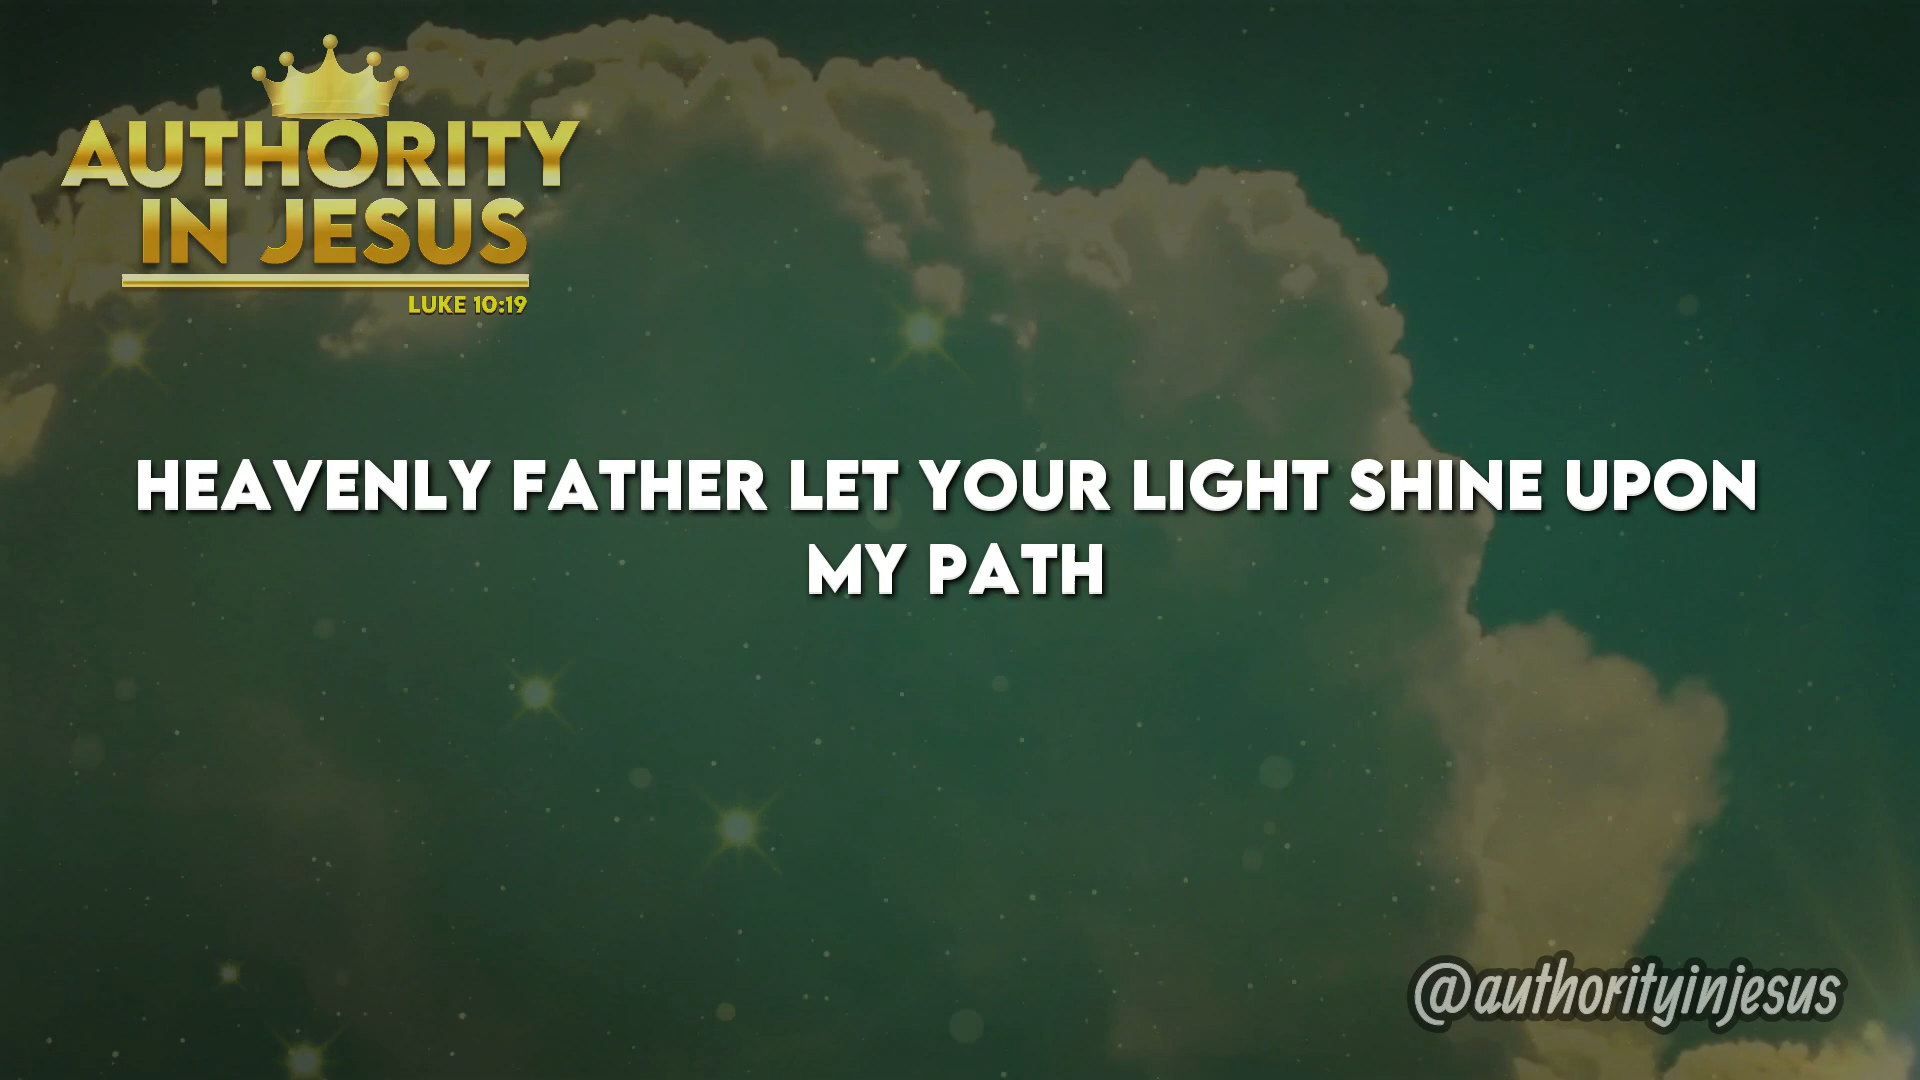 AUTHORITY
IN JESUS
LUKE 10:19
HEAVENLY FATHER LET YOUR LIGHT SHINE UPON
MY PATH
@authorityinjesus